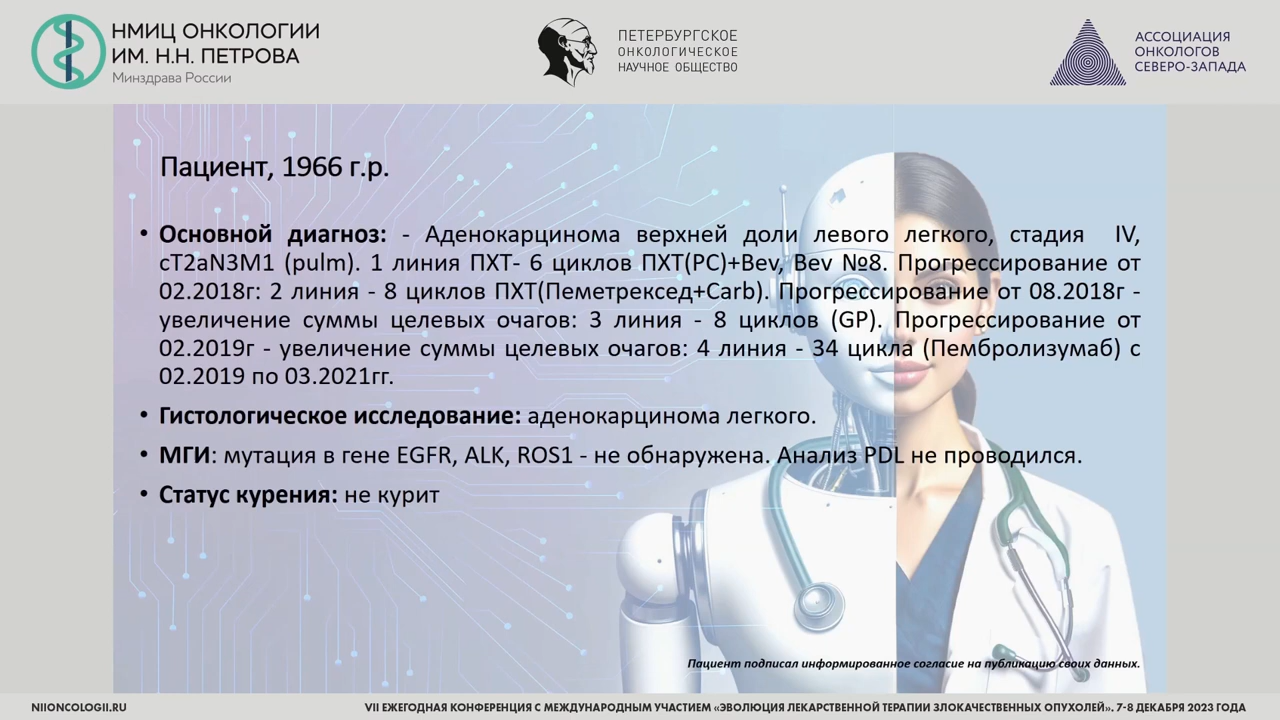 НМИЦ ОНКОЛОГИИ
ИМ. Н.Н. ПЕТРОВА
Минздрава России
ПЕТЕРБУРГСКОЕ
ОНКОЛОГИЧЕСКОЕ
НАУЧНОЕ ОБЩЕСТВО
АССОЦИАЦИЯ
ОНКОЛОГОВ
СЕВЕРО-ЗАПАДА
Пациент, 1966 г.р.
• Основной диагноз: - Аденокарцинома верхней доли левого легкого, стадия IV,
cT2aN3M1 (pulm). 1 линия ПХТ- 6 циклов ПХТ(PC)+Bev, Bev №8. Прогрессирование от
02.2018г: 2 линия - 8 циклов ПХТ(Пеметрексед+Carb). Прогрессирование от 08.2018г -
увеличение суммы целевых очагов: 3 линия - 8 циклов (GP). Прогрессирование от
02.2019г - увеличение суммы целевых очагов: 4 линия - 34 цикла (Пембролизумаб) с
02.2019 по 03.2021гг.
• Гистологическое исследование: аденокарцинома легкого.
• МГИ: мутация в гене EGFR, ALK, ROS1 - не обнаружена. Анализ PDL не проводился.
• Статус курения: не курит
Пациент подписал информированное согласие на публикацию своих данных.
NIIONCOLOGII.RU
VII ЕЖЕГОДНАЯ КОНФЕРЕНЦИЯ С МЕЖДУНАРОДНЫМ УЧАСТИЕМ «ЭВОЛЮЦИЯ ЛЕКАРСТВЕННОЙ ТЕРАПИИ ЗЛОКАЧЕСТВЕННЫХ ОПУХОЛЕЙ». 7-8 ДЕКАБРЯ 2023 ГОДА